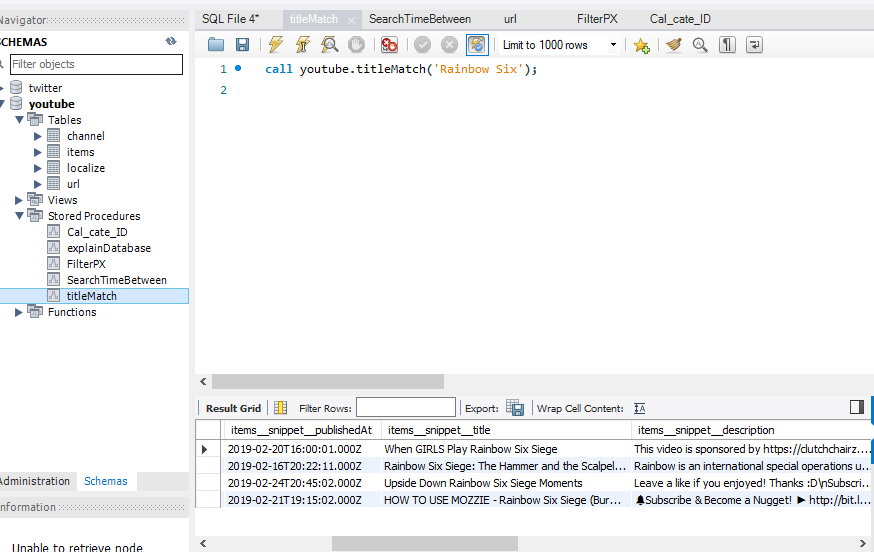 Navigator
SCHEMAS
Filter objects
twitter
youtube
Tables
channel
items
localize
url
Views
Stored Procedures
Cal_cate_ID
explainDatabase
FilterPX
SearchTimeBetween
titleMatch
Functions
Administration Schemas
Information
Unable to retrieve node
SQL File 4* titleMatch SearchTimeBetween url FilterPX Cal_cate_ID
Limit to 1000 rows
1 call youtube.titleMatch('Rainbow Six');
2
Result Grid Filter Rows: Export: Wrap Cell Content:
items__snippet__publishedAt items__snippet__title items__snippet__description
2019-02-20T16:00:01.000Z When GIRLS Play Rainbow Six Siege This video is sponsored by https://clutchchairz....
2019-02-16T20:22:11.000Z Rainbow Six Siege: The Hammer and the Scalpel... Rainbow is an international special operations u...
2019-02-24T20:45:02.000Z Upside Down Rainbow Six Siege Moments Leave a like if you enjoyed! Thanks :D\nSubscri...
2019-02-21T19:15:02.000Z HOW TO USE MOZZIE - Rainbow Six Siege (Bur... 🔔Subscribe & Become a Nugget! ► http://bit.l...